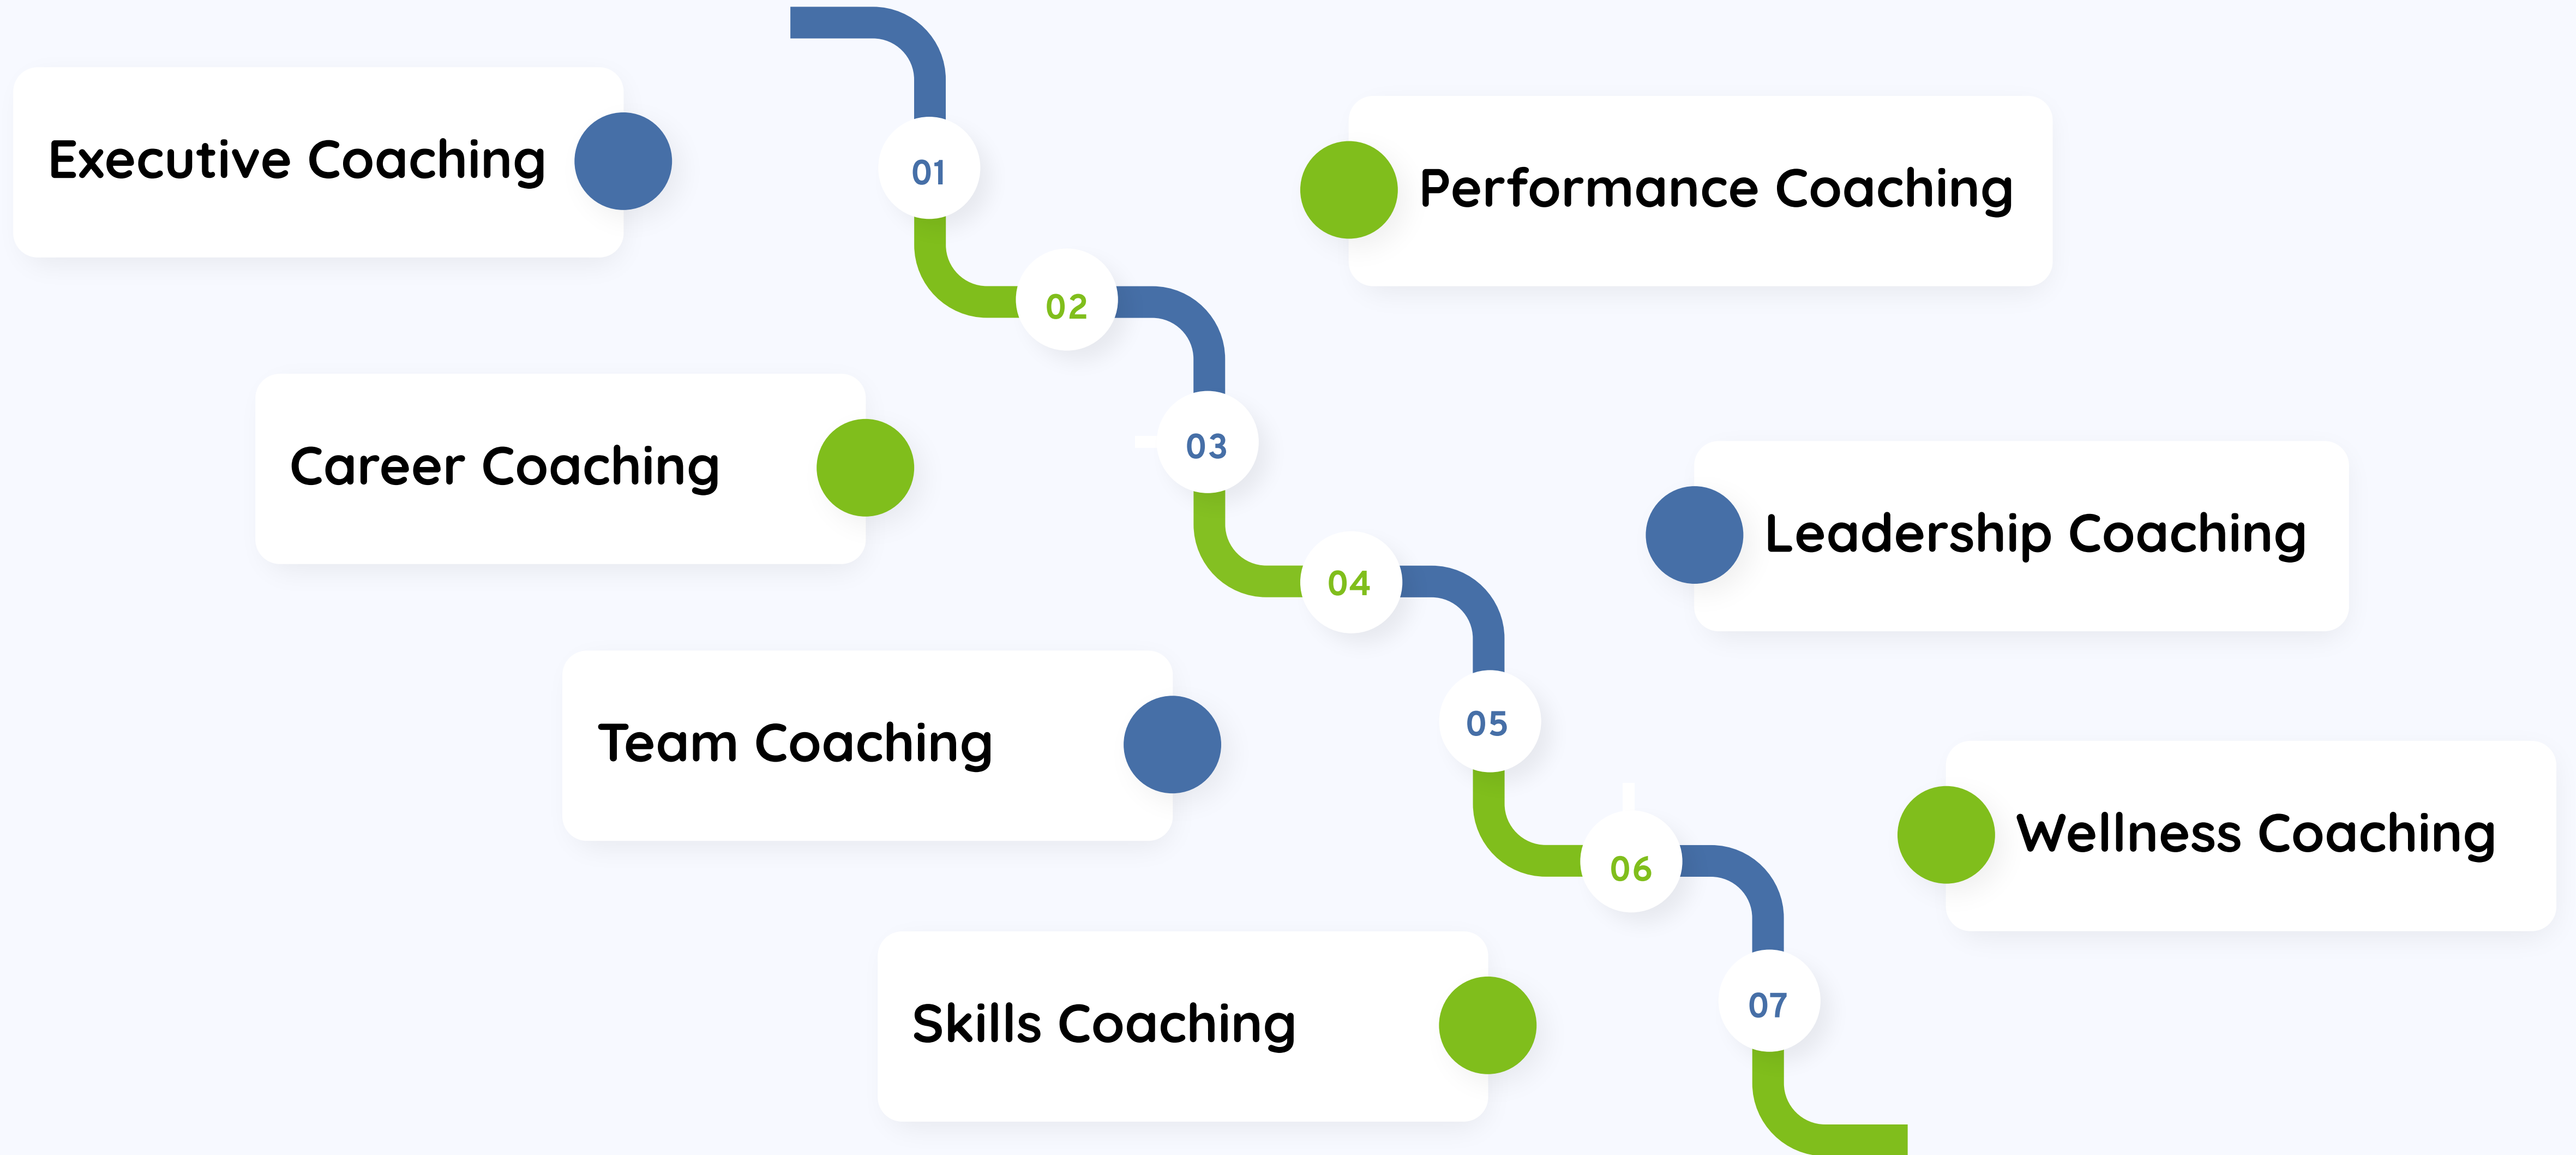 Executive Coaching
01
Performance Coaching
02
Career Coaching
03
Leadership Coaching
04
Team Coaching
05
Wellness Coaching
06
Skills Coaching
07